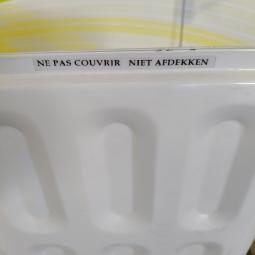 NE PAS COUVRIR NIET AFDEKKEN